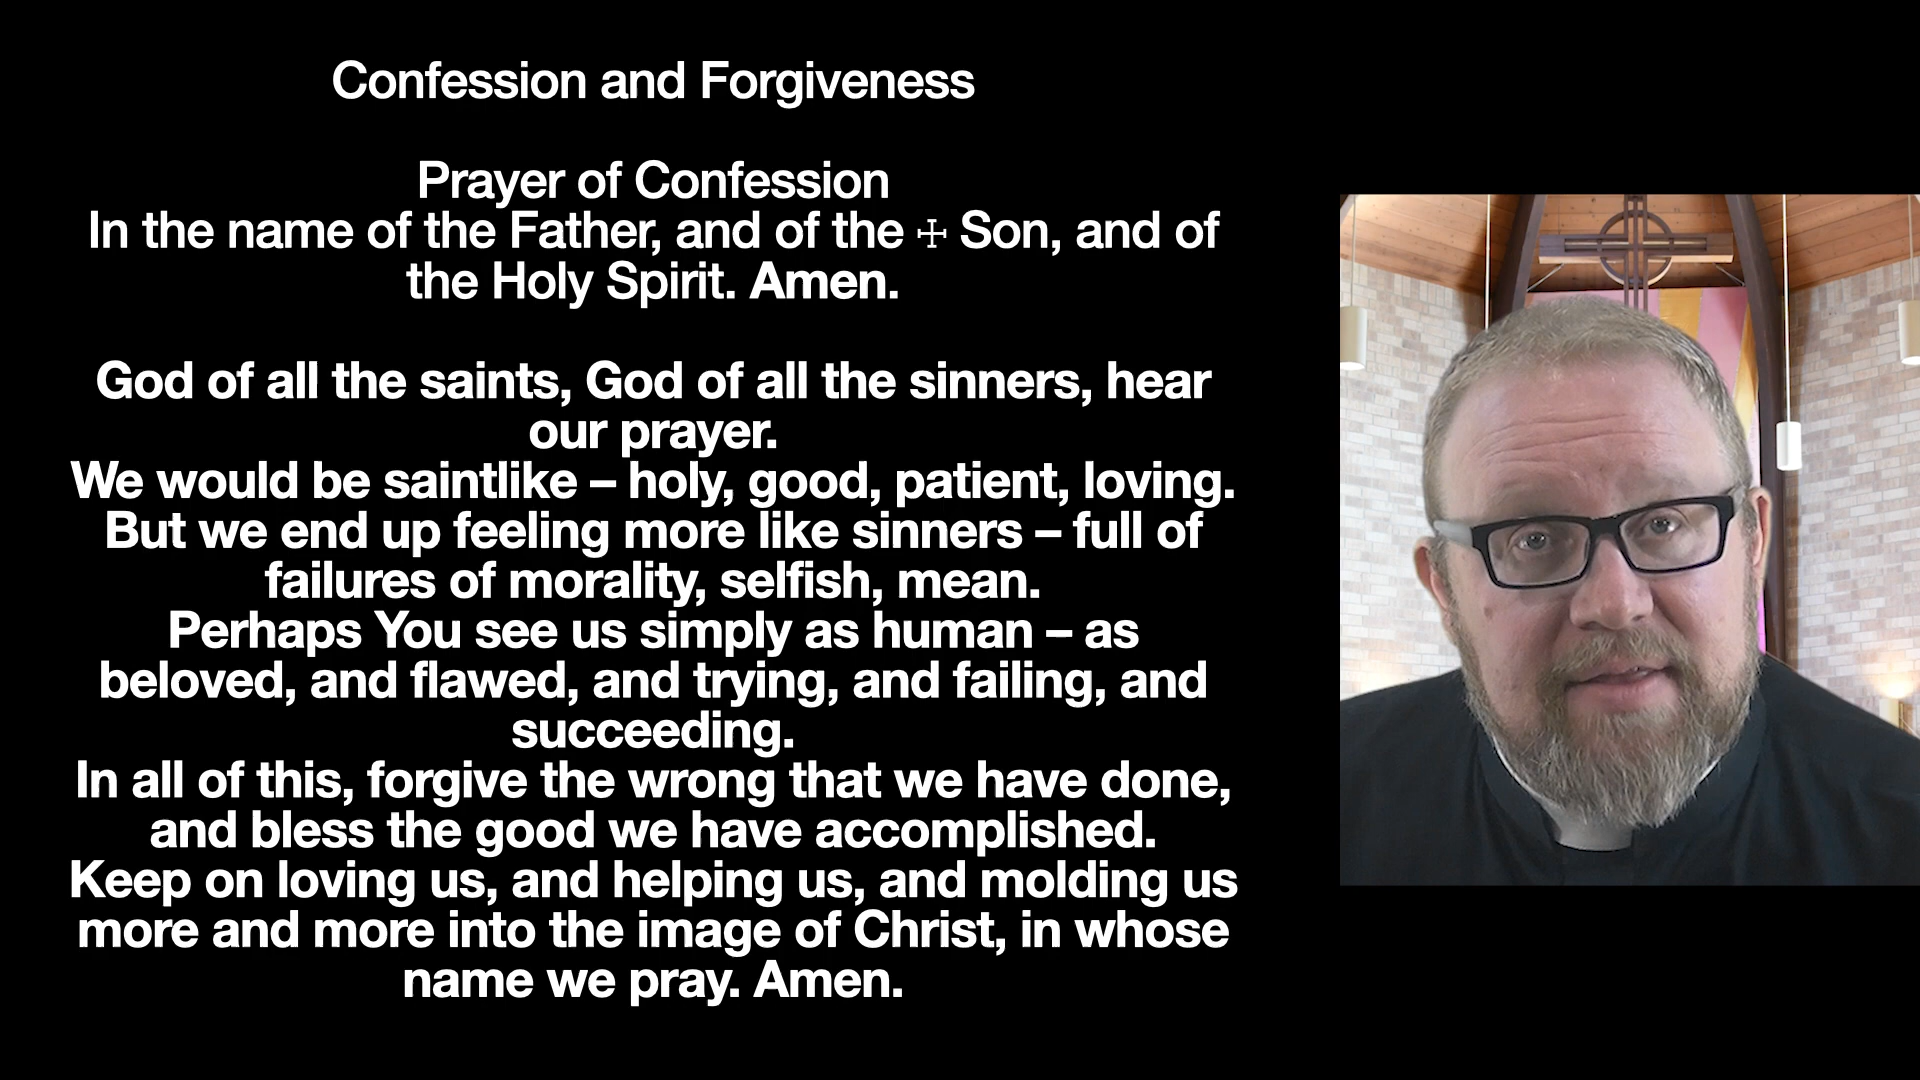 Confession and Forgiveness
Prayer of Confession
In the name of the Father, and of the ☩ Son, and of
the Holy Spirit. Amen.
God of all the saints, God of all the sinners, hear
our prayer.
We would be saintlike – holy, good, patient, loving.
But we end up feeling more like sinners – full of
failures of morality, selfish, mean.
Perhaps You see us simply as human – as
beloved, and flawed, and trying, and failing, and
succeeding.
In all of this, forgive the wrong that we have done,
and bless the good we have accomplished.
Keep on loving us, and helping us, and molding us
more and more into the image of Christ, in whose
name we pray. Amen.